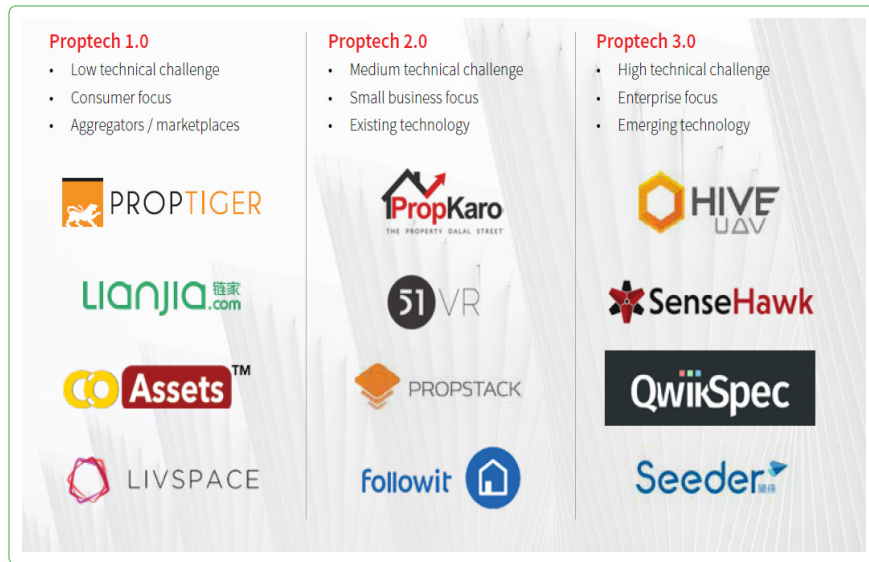 Proptech 1.0
• Low technical challenge
• Consumer focus
• Aggregators / marketplaces
PROPTIGER
Lianjia.com 链家
CO Assets™
LIVSPACE
Proptech 2.0
• Medium technical challenge
• Small business focus
• Existing technology
PropKaro
THE PROPERTY DALAL STREET
51VR
PROPSTACK
followit
Proptech 3.0
• High technical challenge
• Enterprise focus
• Emerging technology
HIVE
UAV
SenseHawk
QwikSpec
Seeder